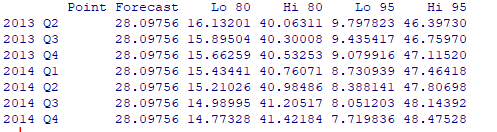 Point Forecast Lo 80 Hi 80 Lo 95 Hi 95
2013 Q2 28.09756 16.13201 40.06311 9.797823 46.39730
2013 Q3 28.09756 15.89504 40.30008 9.435417 46.75970
2013 Q4 28.09756 15.66259 40.53253 9.079916 47.11520
2014 Q1 28.09756 15.43441 40.76071 8.730939 47.46418
2014 Q2 28.09756 15.21026 40.98486 8.388141 47.80698
2014 Q3 28.09756 14.98995 41.20517 8.051203 48.14392
2014 Q4 28.09756 14.77328 41.42184 7.719836 48.47528